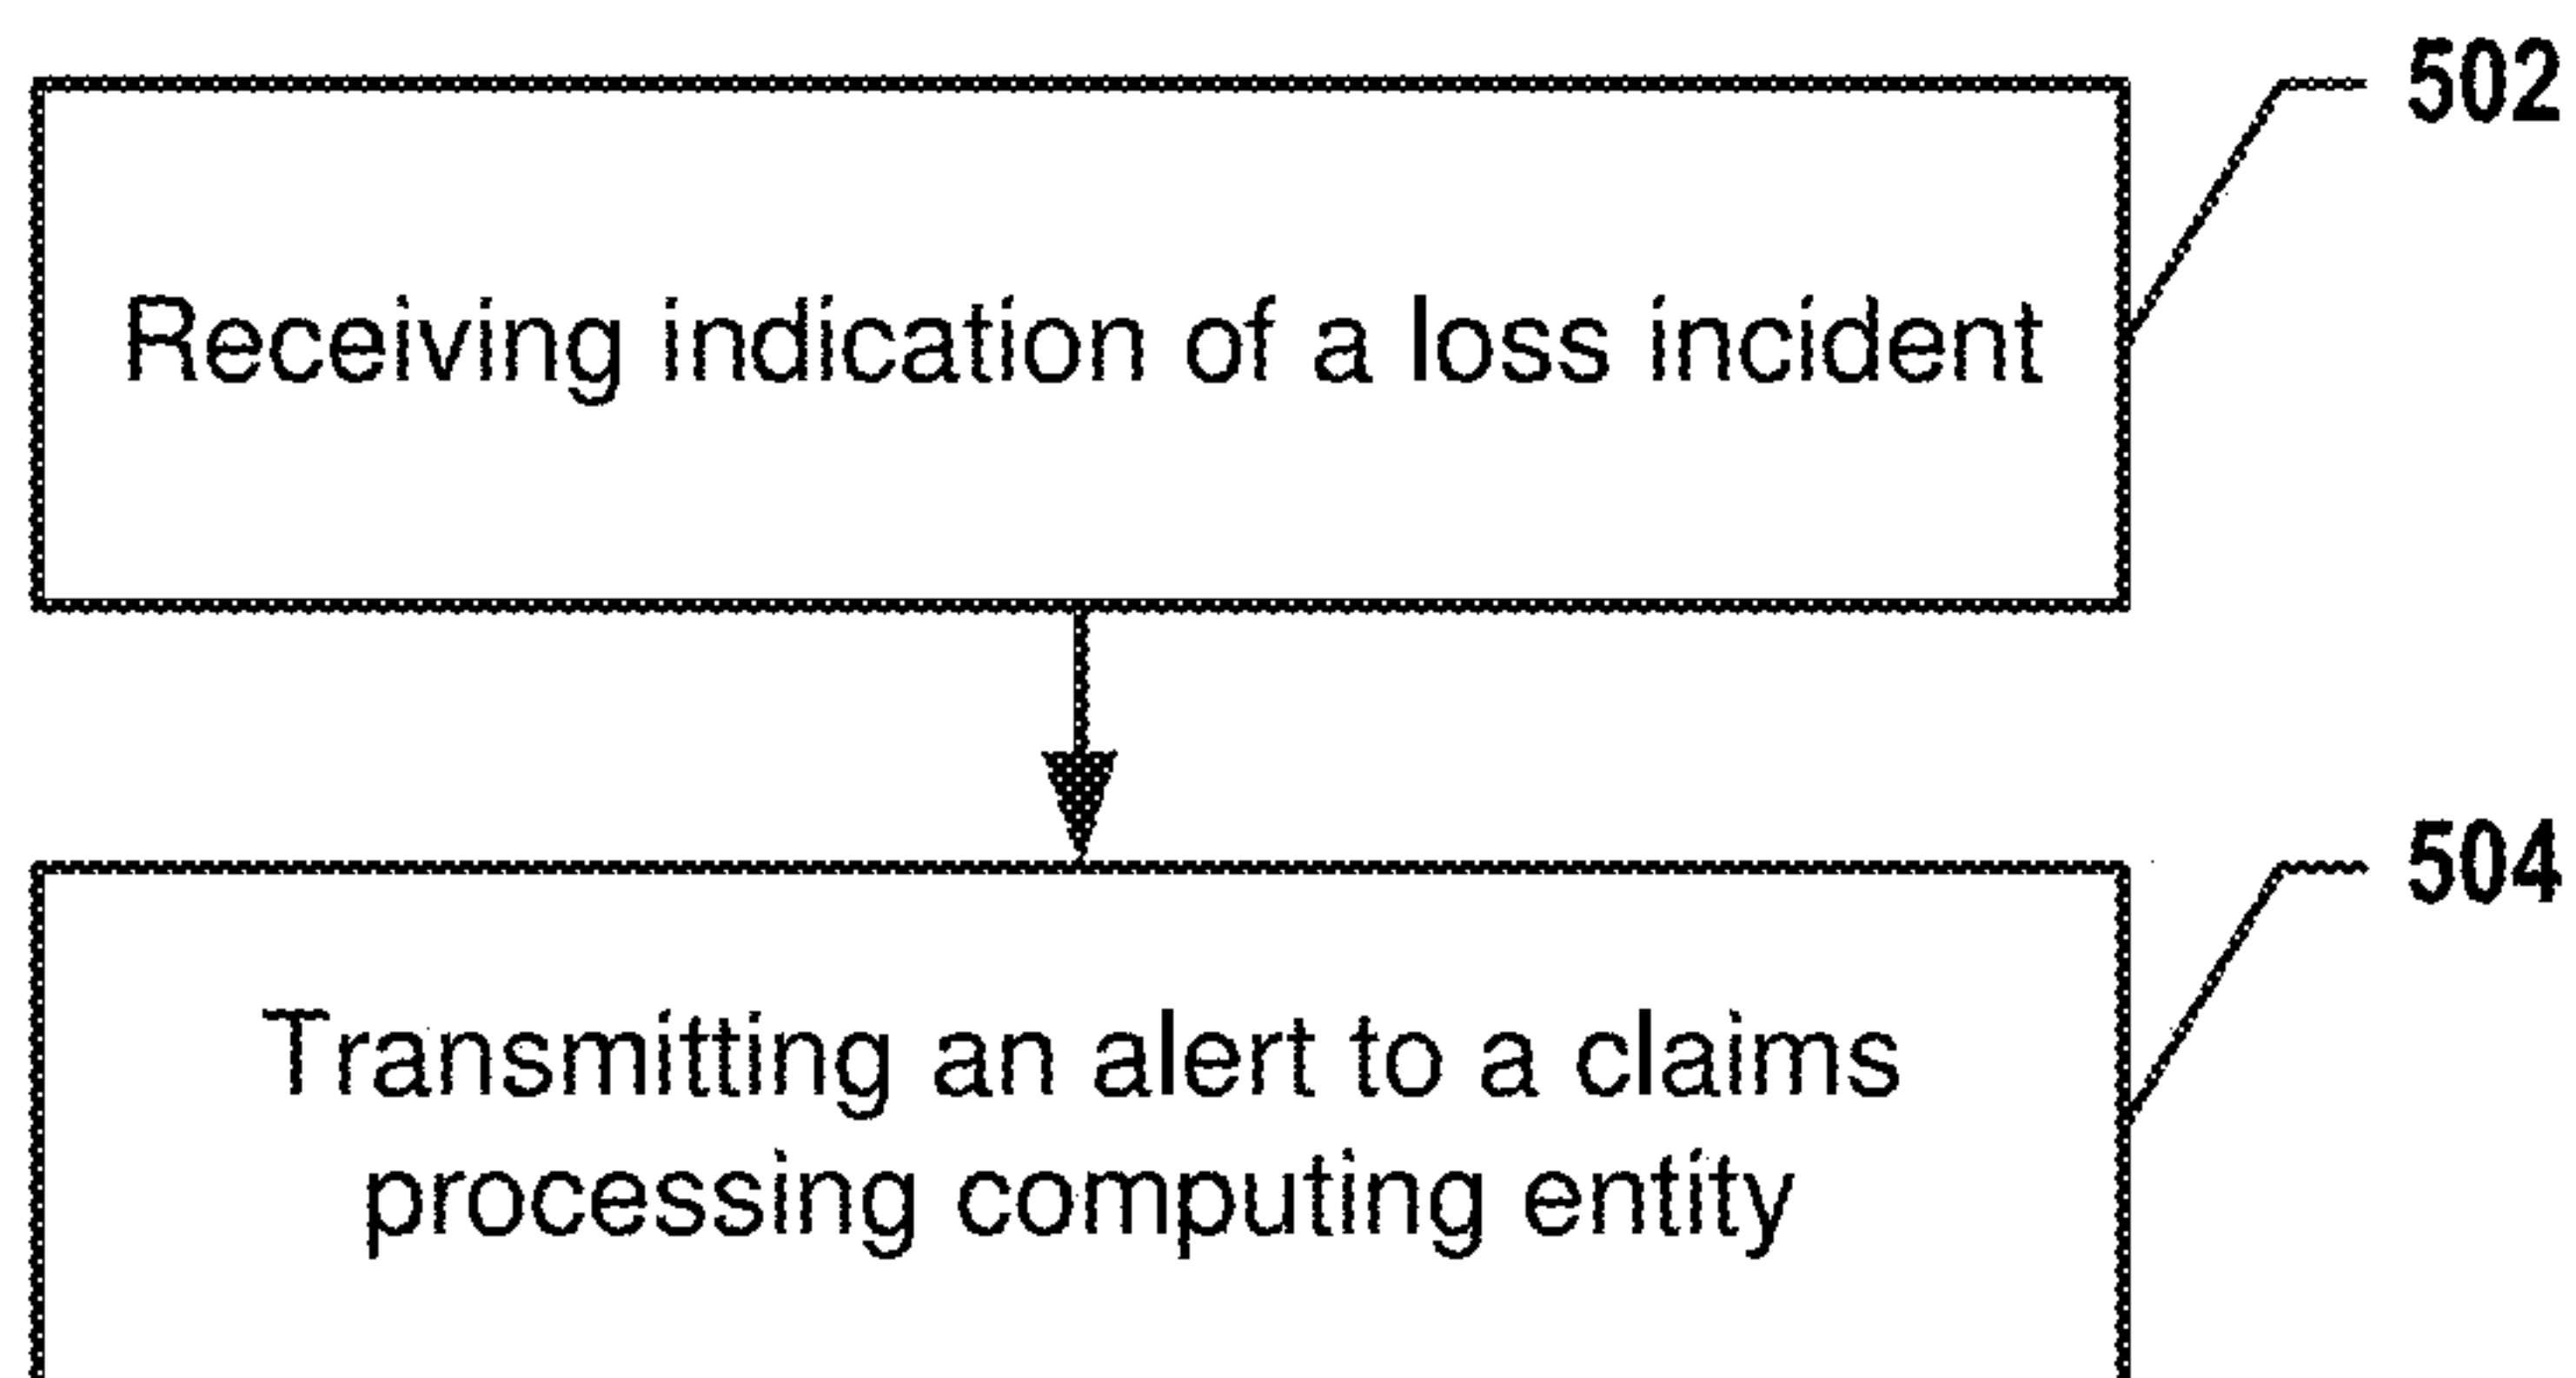 502
Receiving indication of a loss incident
504
Transmitting an alert to a claims
processing computing entity